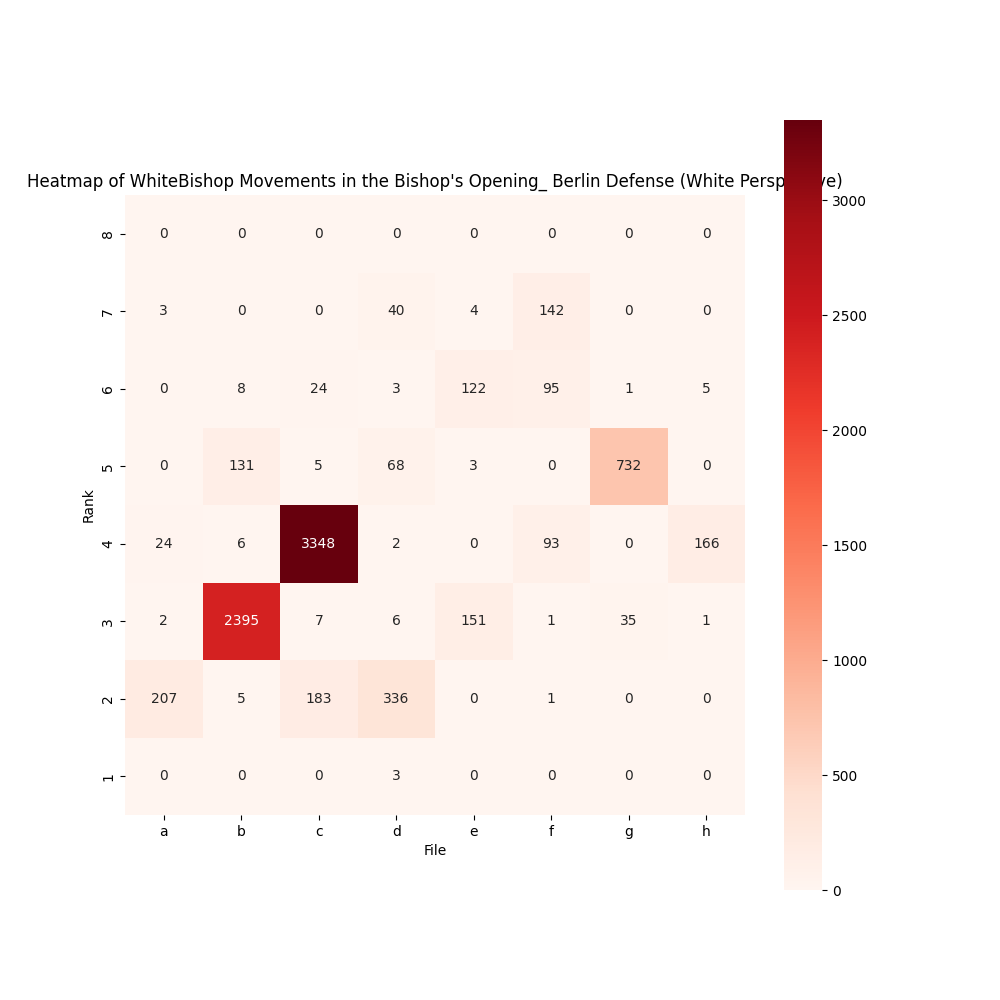 Heatmap of WhiteBishop Movements in the Bishop's Opening_ Berlin Defense (White Perspective)
8 0 0 0 0 0 0 0 0
7 3 0 0 40 4 142 0 0
6 0 8 24 3 122 95 1 5
5 0 131 5 68 3 0 732 0
4 24 6 3348 2 0 93 0 166
3 2 2395 7 6 151 1 35 1
2 207 5 183 336 0 1 0 0
1 0 0 0 3 0 0 0 0
a b c d e f g h
File
Rank
3000
2500
2000
1500
1000
500
0